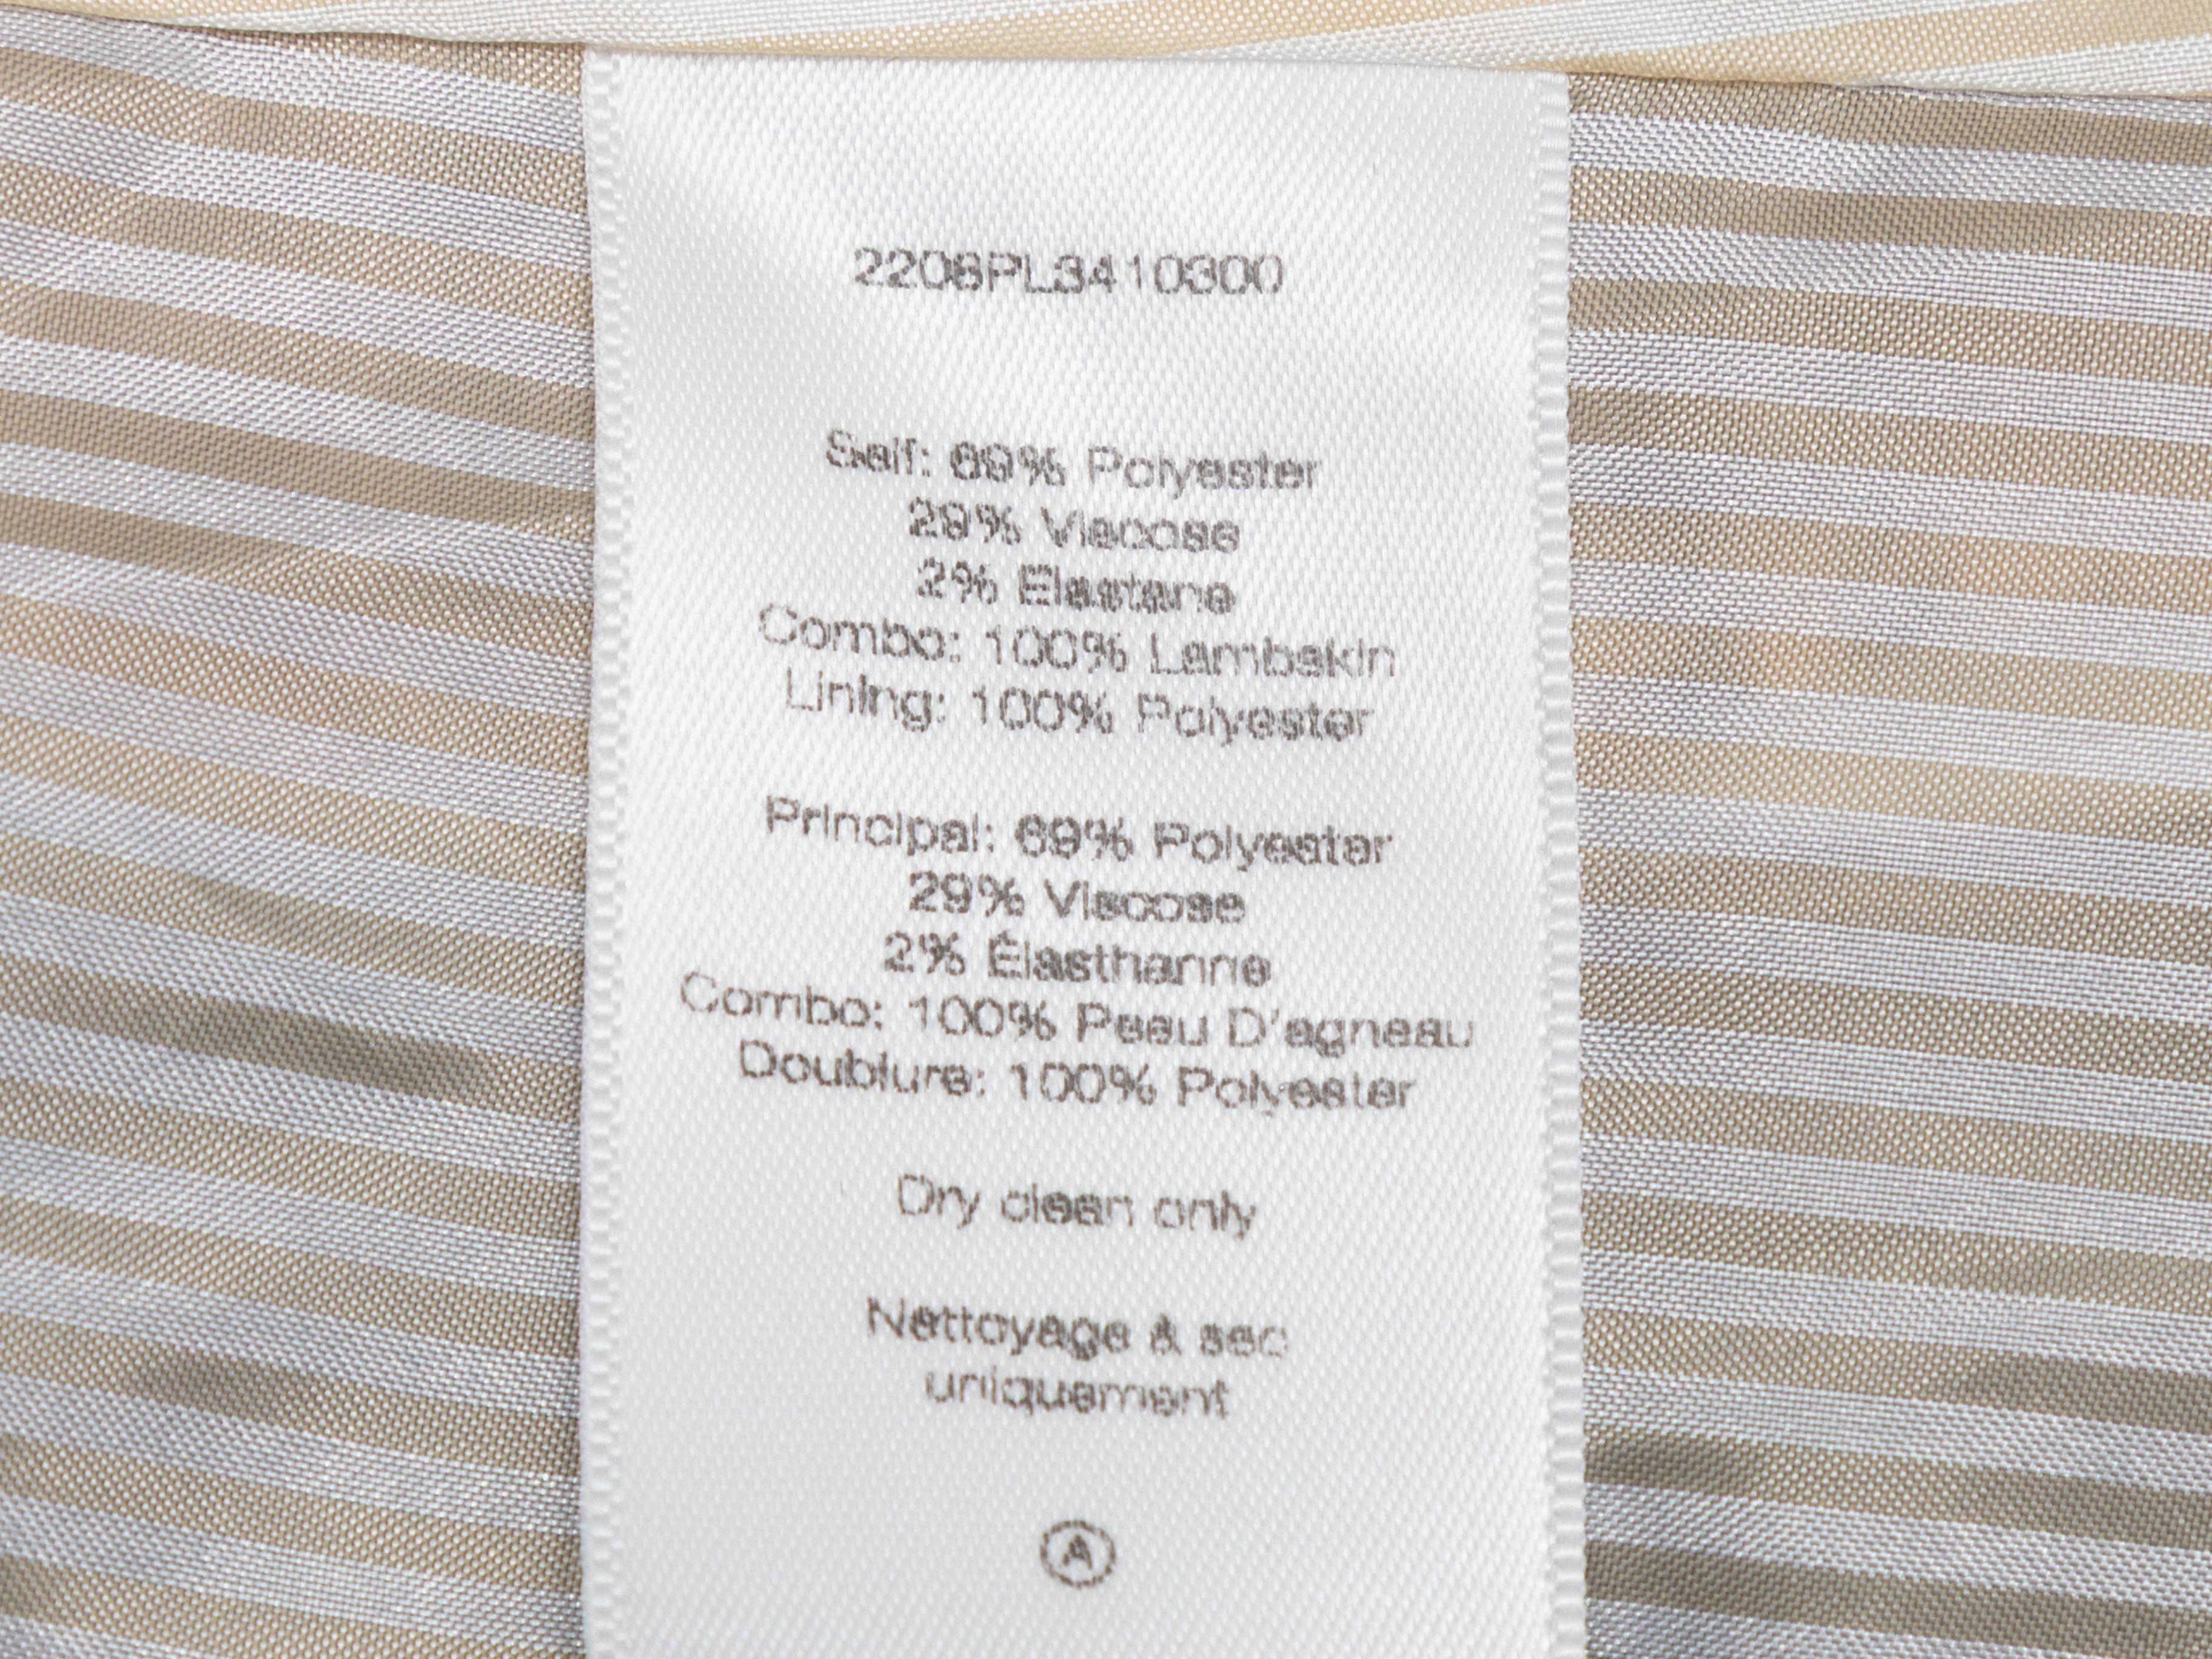 2208PL3410300
Self: 69% Polyester
29% Viscose
2% Elastane
Combo: 100% Lambskin
Lining: 100% Polyester
Principal: 69% Polyester
29% Viscose
2% Élasthanne
Combo: 100% Peau D'agneau
Doublure: 100% Polyester
Dry clean only
Nettoyage à sec
uniquement
A